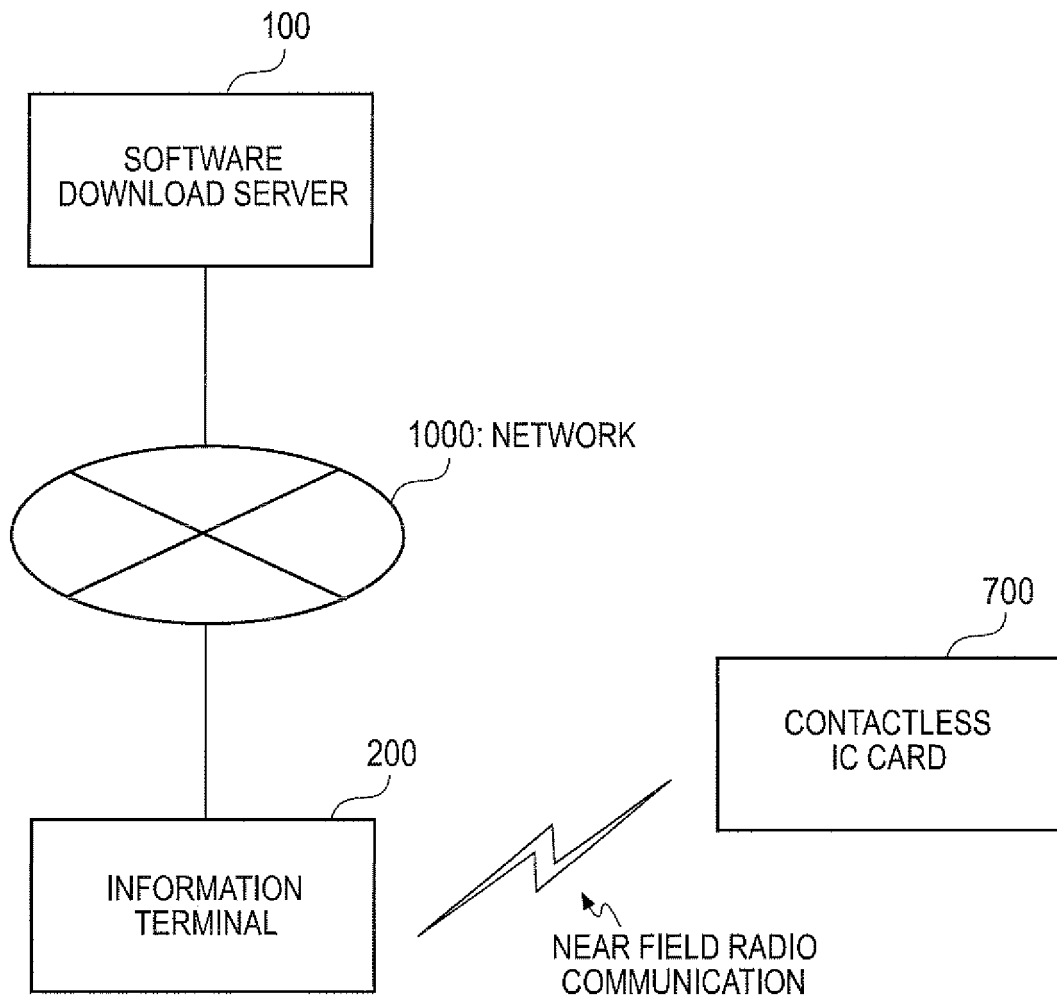 100
SOFTWARE
DOWNLOAD SERVER
1000: NETWORK
700
CONTACTLESS
IC CARD
200
INFORMATION
TERMINAL
NEAR FIELD RADIO
COMMUNICATION